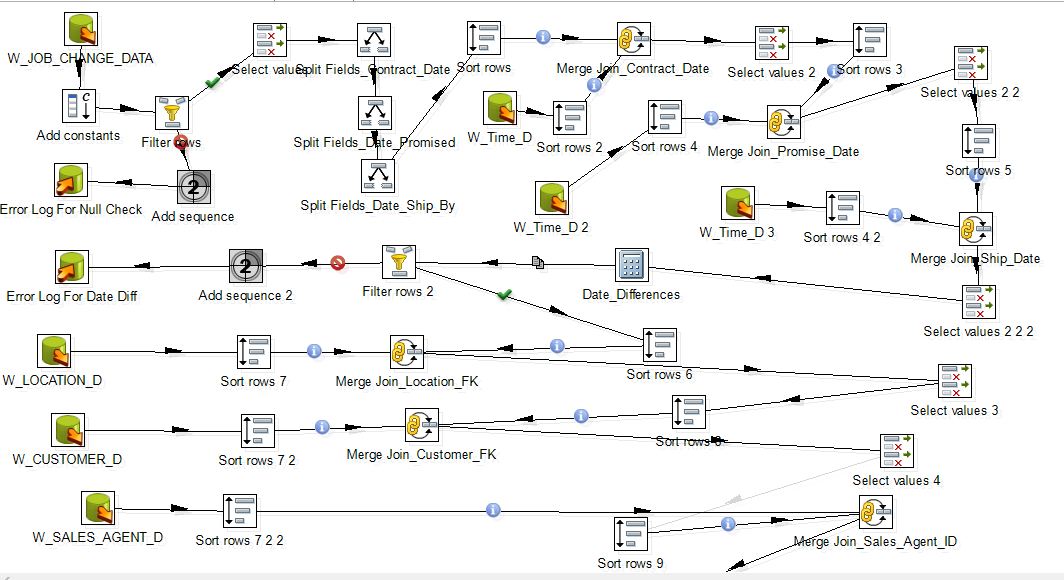 W_JOB_CHANGE_DATA
Select values
Split Fields_Contract_Date
Sort rows
Merge Join_Contract_Date
Select values 2
Sort rows 3
Select values 2 2
Add constants
Filter rows
Split Fields_Date_Promised
W_Time_D
Sort rows 2
Sort rows 4
Merge Join_Promise_Date
Sort rows 5
Error Log For Null Check
Add sequence
Split Fields_Date_Ship_By
W_Time_D 2
W_Time_D 3
Sort rows 4 2
Merge Join_Ship_Date
Error Log For Date Diff
Add sequence 2
Filter rows 2
Date_Differences
Select values 2 2 2
W_LOCATION_D
Sort rows 7
Merge Join_Location_FK
Sort rows 6
Select values 3
W_CUSTOMER_D
Sort rows 7 2
Merge Join_Customer_FK
Select values 4
W_SALES_AGENT_D
Sort rows 7 2 2
Sort rows 9
Merge Join_Sales_Agent_ID